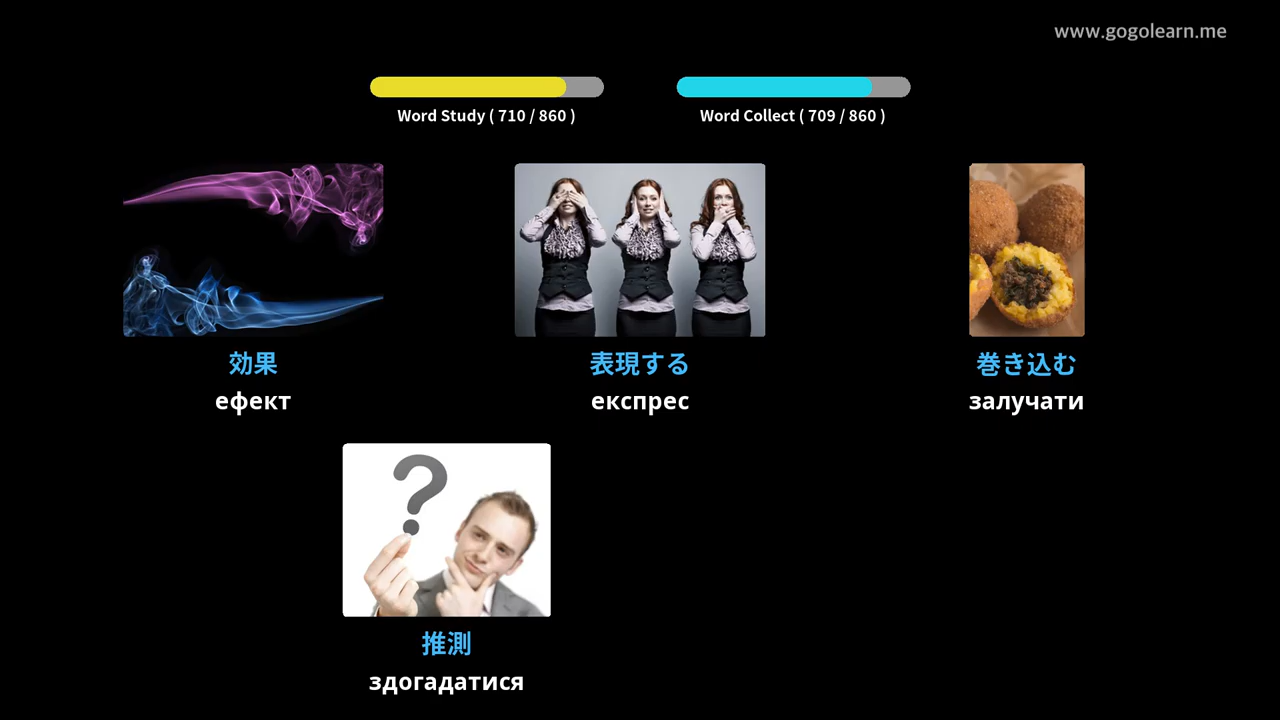 www.gogolearn.me
Word Study ( 710 / 860 )
Word Collect ( 709 / 860 )
効果
ефект
表現する
експрес
巻き込む
залучати
推測
здогадатися